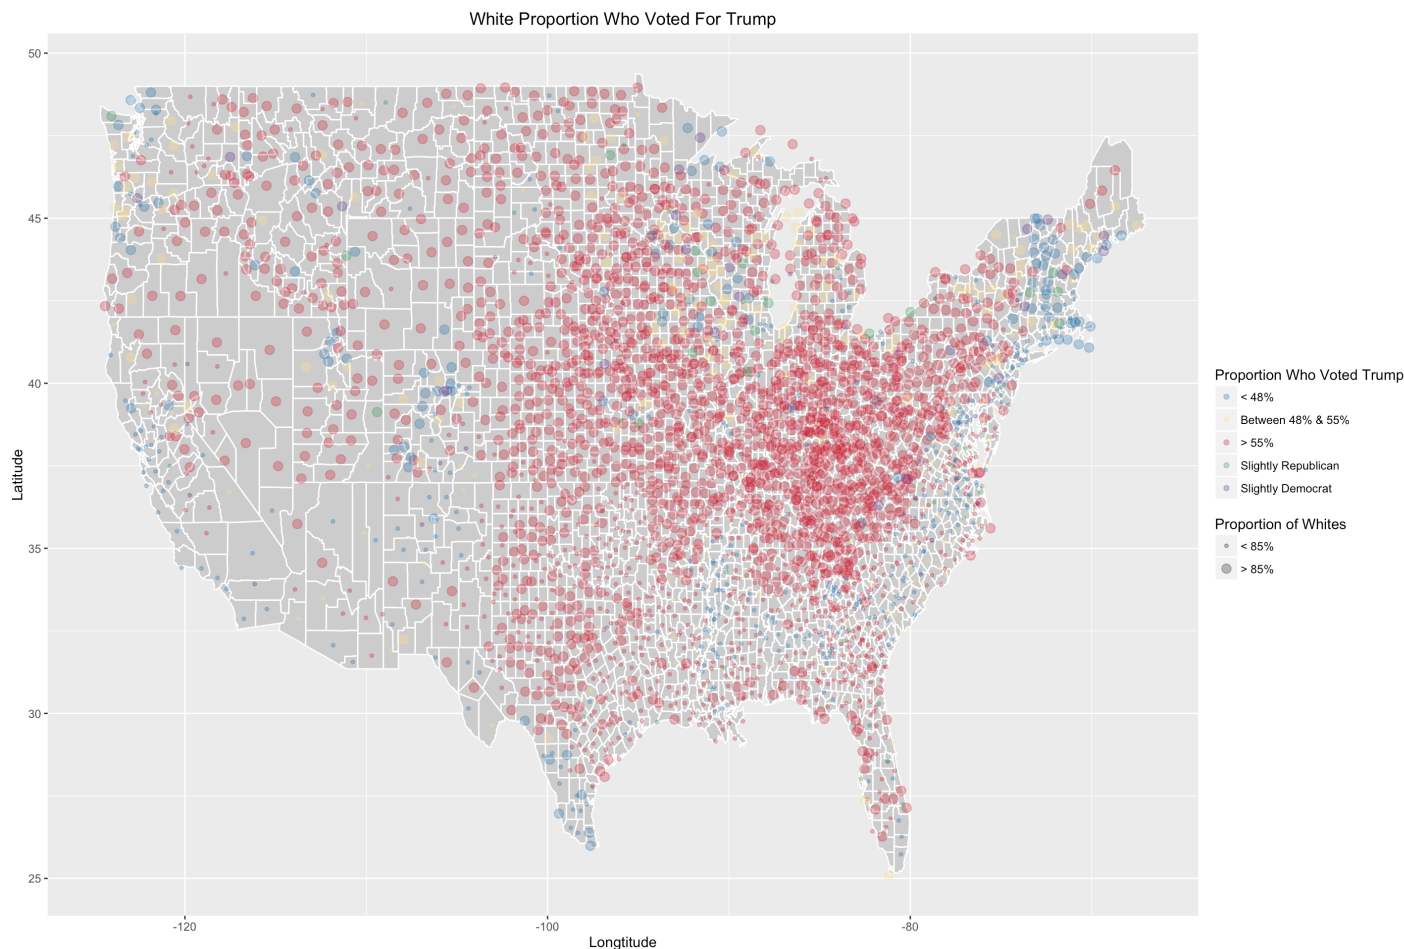 White Proportion Who Voted For Trump
50
45
40
35
30
25
Latitude
-120
-100
-80
Longtitude
Proportion Who Voted Trump
< 48%
Between 48% & 55%
> 55%
Slightly Republican
Slightly Democrat
Proportion of Whites
< 85%
> 85%